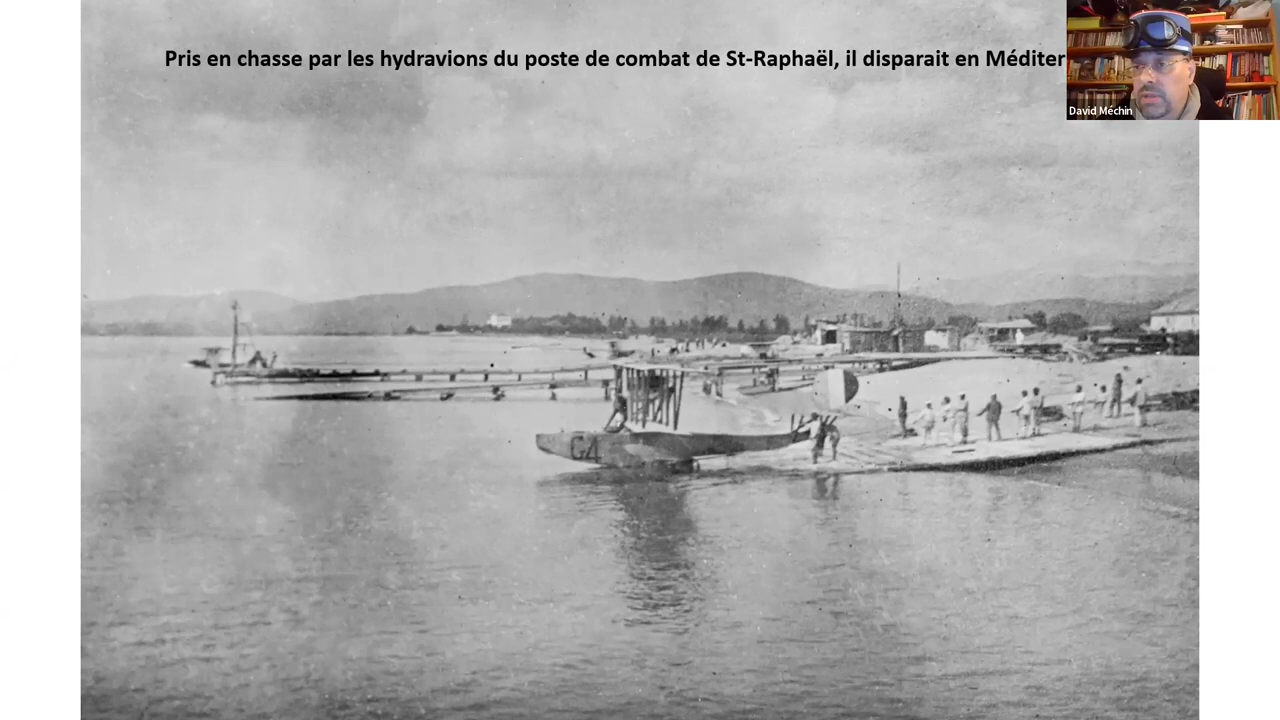 Pris en chasse par les hydravions du poste de combat de St-Raphaël, il disparait en Méditer
David Méchin
G4